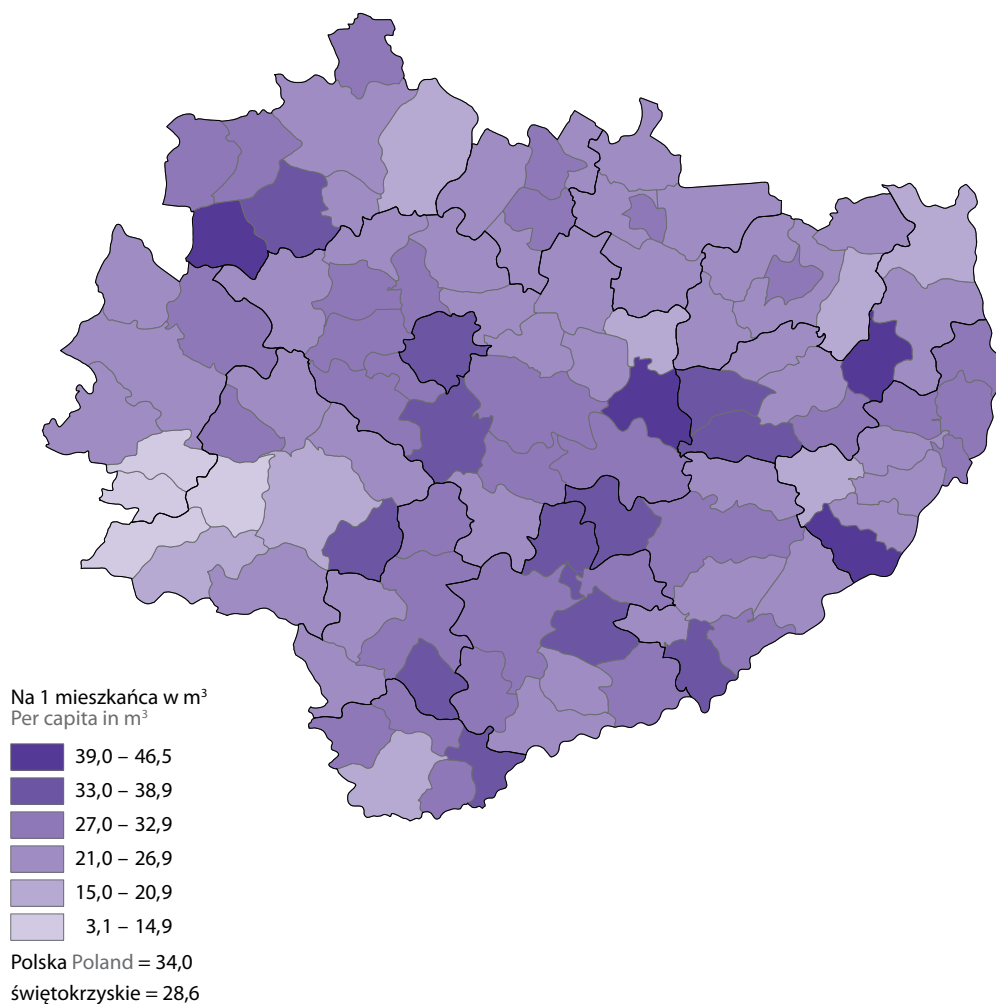 Na 1 mieszkańca w m³
Per capita in m³
39,0 – 46,5
33,0 – 38,9
27,0 – 32,9
21,0 – 26,9
15,0 – 20,9
3,1 – 14,9
Polska Poland = 34,0
świętokrzyskie = 28,6